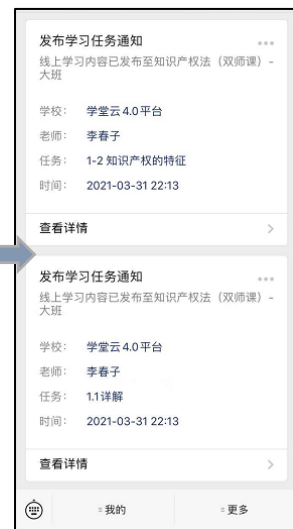 发布学习任务通知
线上学习内容已发布至知识产权法（双师课）-
大班
学校： 学堂云4.0平台
老师： 李春子
任务： 1-2 知识产权的特征
时间： 2021-03-31 22:13
查看详情
发布学习任务通知
线上学习内容已发布至知识产权法（双师课）-
大班
学校： 学堂云4.0平台
老师： 李春子
任务： 1.1详解
时间： 2021-03-31 22:13
查看详情
我的 更多